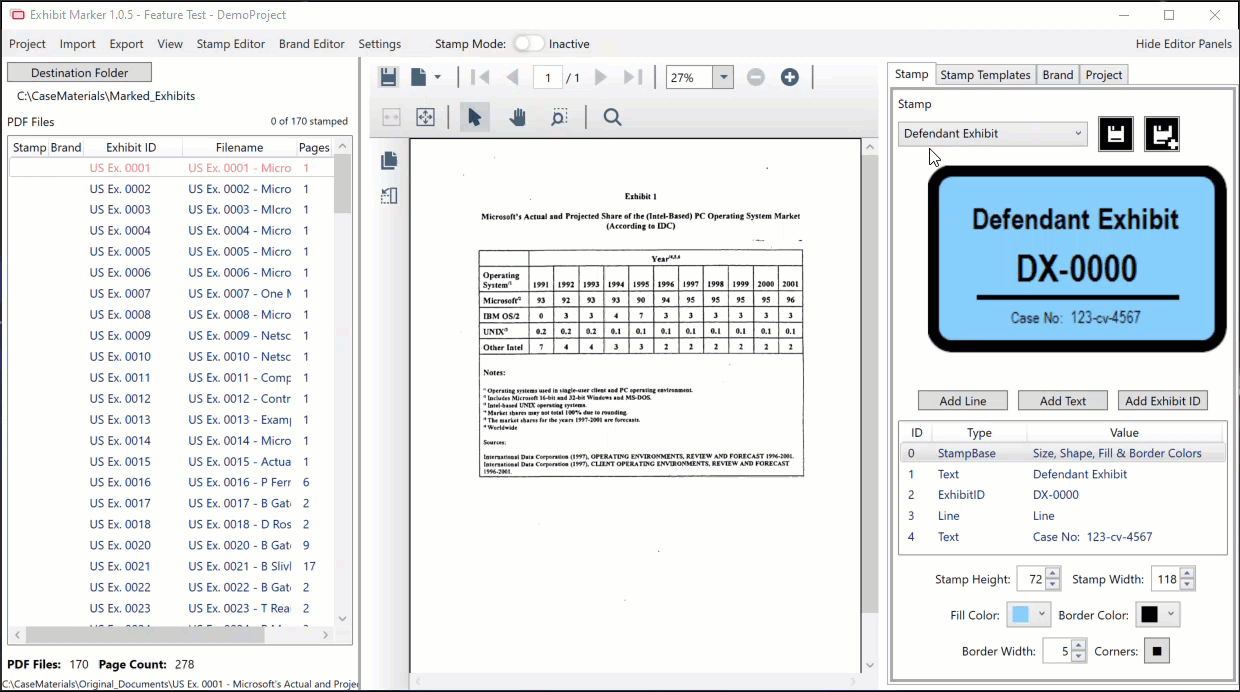 Exhibit Marker 1.0.5 - Feature Test - DemoProject
Project Import Export View Stamp Editor Brand Editor Settings Stamp Mode: Inactive Hide Editor Panels
Destination Folder
C:\CaseMaterials\Marked_Exhibits
PDF Files 0 of 170 stamped
Stamp Brand Exhibit ID Filename Pages
US Ex. 0001 US Ex. 0001 - Micro 1
US Ex. 0002 US Ex. 0002 - Micro 1
US Ex. 0003 US Ex. 0003 - Micro 1
US Ex. 0004 US Ex. 0004 - Micro 1
US Ex. 0005 US Ex. 0005 - Micro 1
US Ex. 0006 US Ex. 0006 - Micro 1
US Ex. 0007 US Ex. 0007 - One 1
US Ex. 0008 US Ex. 0008 - Micro 1
US Ex. 0009 US Ex. 0009 - Netsc 1
US Ex. 0010 US Ex. 0010 - Netsc 1
US Ex. 0011 US Ex. 0011 - Comp 1
US Ex. 0012 US Ex. 0012 - Contr 1
US Ex. 0013 US Ex. 0013 - Exam 1
US Ex. 0014 US Ex. 0014 - Micro 1
US Ex. 0015 US Ex. 0015 - Actua 1
US Ex. 0016 US Ex. 0016 - P Ferr 6
US Ex. 0017 US Ex. 0017 - B Gat 2
US Ex. 0018 US Ex. 0018 - D Ros 2
US Ex. 0020 US Ex. 0020 - B Gat 9
US Ex. 0021 US Ex. 0021 - B Sliv 17
US Ex. 0022 US Ex. 0022 - B Gat 2
US Ex. 0023 US Ex. 0023 - T Rea 2
PDF Files: 170 Page Count: 278
C:\CaseMaterials\Original_Documents\US Ex. 0001 - Microsoft's Actual and Proje
1 / 1 27%
Exhibit 1
Microsoft's Actual and Projected Share of the (Intel-Based) PC Operating System Market
(According to IDC)
Year
Operating
System 1991 1992 1993 1994 1995 1996 1997 1998 1999 2000 2001
Microsoft 93 92 93 93 90 94 95 95 95 95 96
IBM OS/2 0 3 3 4 7 3 3 3 3 3 3
UNIX 0.2 0.2 0.2 0.1 0.1 0.1 0.1 0.1 0.1 0.1 0.1
Other Intel 7 4 4 3 3 2 2 2 2 2 2
Notes:
Operating systems used in single-user client and PC operating environment.
Includes Microsoft 16-bit and 32-bit Windows and MS-DOS.
Intel-based UNIX operating systems.
Market shares may not total 100% due to rounding.
The market shares for the years 1997-2001 are forecasts.
Worldwide
Sources:
International Data Corporation (1997), OPERATING ENVIRONMENTS, REVIEW AND FORECAST 1996-2001.
International Data Corporation (1997), CLIENT OPERATING ENVIRONMENTS, REVIEW AND FORECAST
1996-2001.
Stamp Stamp Templates Brand Project
Stamp
Defendant Exhibit
Defendant Exhibit
DX-0000
Case No: 123-cv-4567
Add Line Add Text Add Exhibit ID
ID Type Value
0 StampBase Size, Shape, Fill & Border Colors
1 Text Defendant Exhibit
2 ExhibitID DX-0000
3 Line Line
4 Text Case No: 123-cv-4567
Stamp Height: 72 Stamp Width: 118
Fill Color: Border Color:
Border Width: 5 Corners: